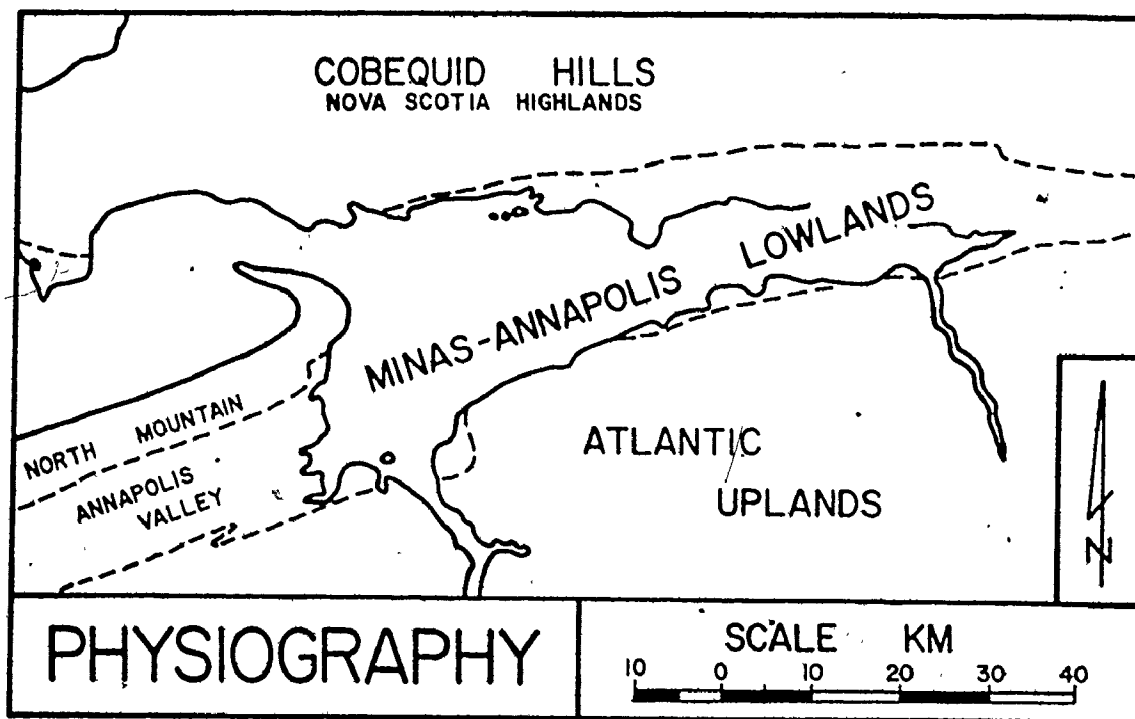 COBEQUID HILLS
NOVA SCOTIA HIGHLANDS
MINAS-ANNAPOLIS LOWLANDS
NORTH MOUNTAIN
ANNAPOLIS
VALLEY
ATLANTIC
UPLANDS
N
PHYSIOGRAPHY
SCALE KM
10 0 10 20 30 40